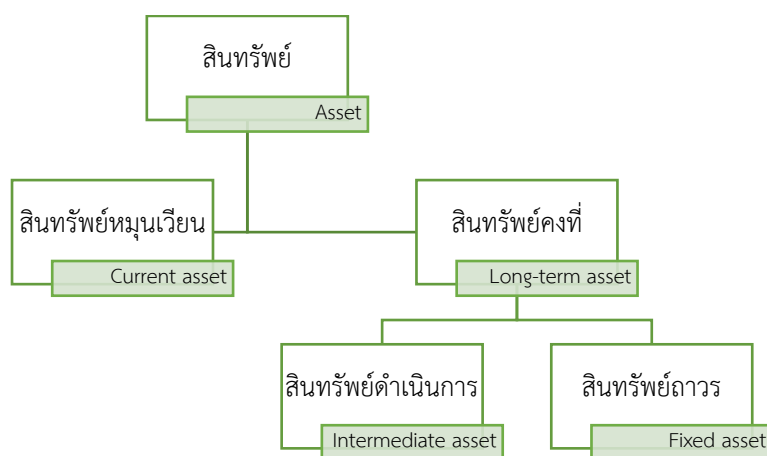 สินทรัพย์
Asset
สินทรัพย์หมุนเวียน
Current asset
สินทรัพย์คงที่
Long-term asset
สินทรัพย์ดำเนินการ
Intermediate asset
สินทรัพย์ถาวร
Fixed asset